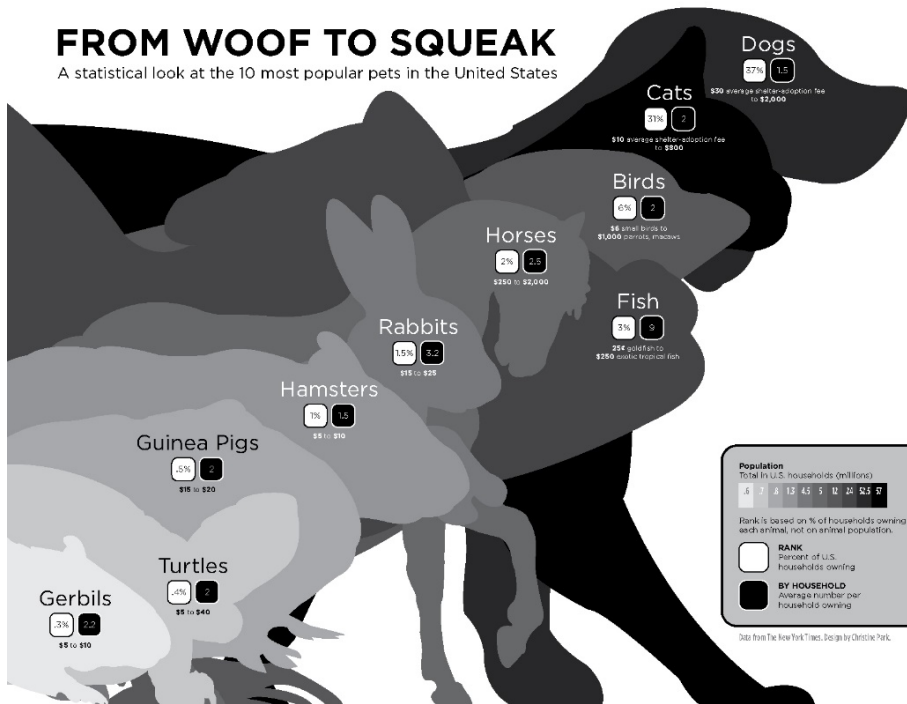 FROM WOOF TO SQUEAK
A statistical look at the 10 most popular pets in the United States
Dogs
37% 1.5
$30 average shelter-adoption fee
to $2,000
Cats
31% 2
$10 average shelter-adoption fee
to $800
Birds
6% 2
$6 small birds to
$1,000 parrots, macaws
Horses
2% 2.5
$250 to $2,000
Fish
3% 9
25¢ goldfish to
$250 exotic tropical fish
Rabbits
1.5% 3.2
$15 to $25
Hamsters
1% 1.5
$5 to $10
Guinea Pigs
.5% 2
$15 to $20
Turtles
.4% 2
$5 to $40
Gerbils
.3% 2.2
$5 to $10
Population
Total in U.S. households (millions)
.6 .7 .8 1.3 4.5 5 12 24 52.5 57
Rank is based on % of households owning
each animal, not on animal population.
RANK
Percent of U.S.
households owning
BY HOUSEHOLD
Average number per
household owning
Data from The New York Times. Design by Christine Park.